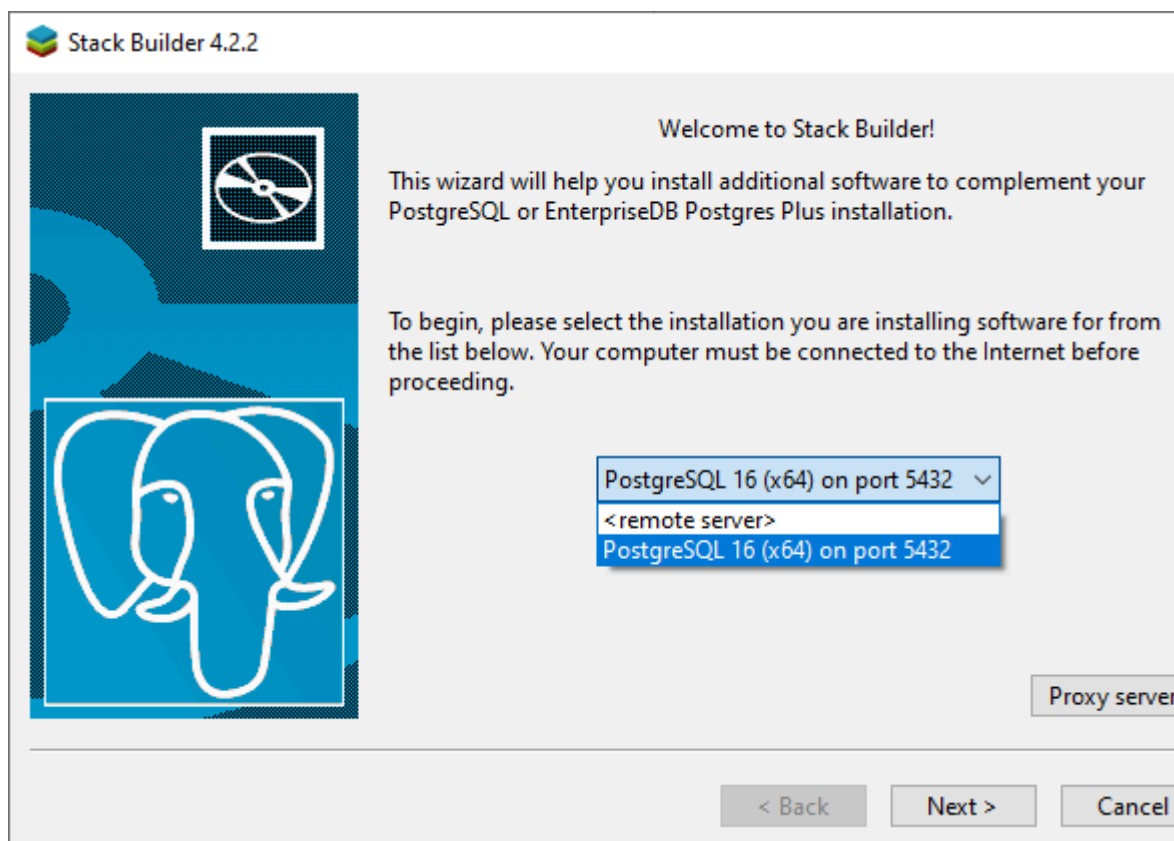 Stack Builder 4.2.2
Welcome to Stack Builder!
This wizard will help you install additional software to complement your
PostgreSQL or EnterpriseDB Postgres Plus installation.
To begin, please select the installation you are installing software for from
the list below. Your computer must be connected to the Internet before
proceeding.
PostgreSQL 16 (x64) on port 5432
<remote server>
PostgreSQL 16 (x64) on port 5432
Proxy server
< Back
Next >
Cancel